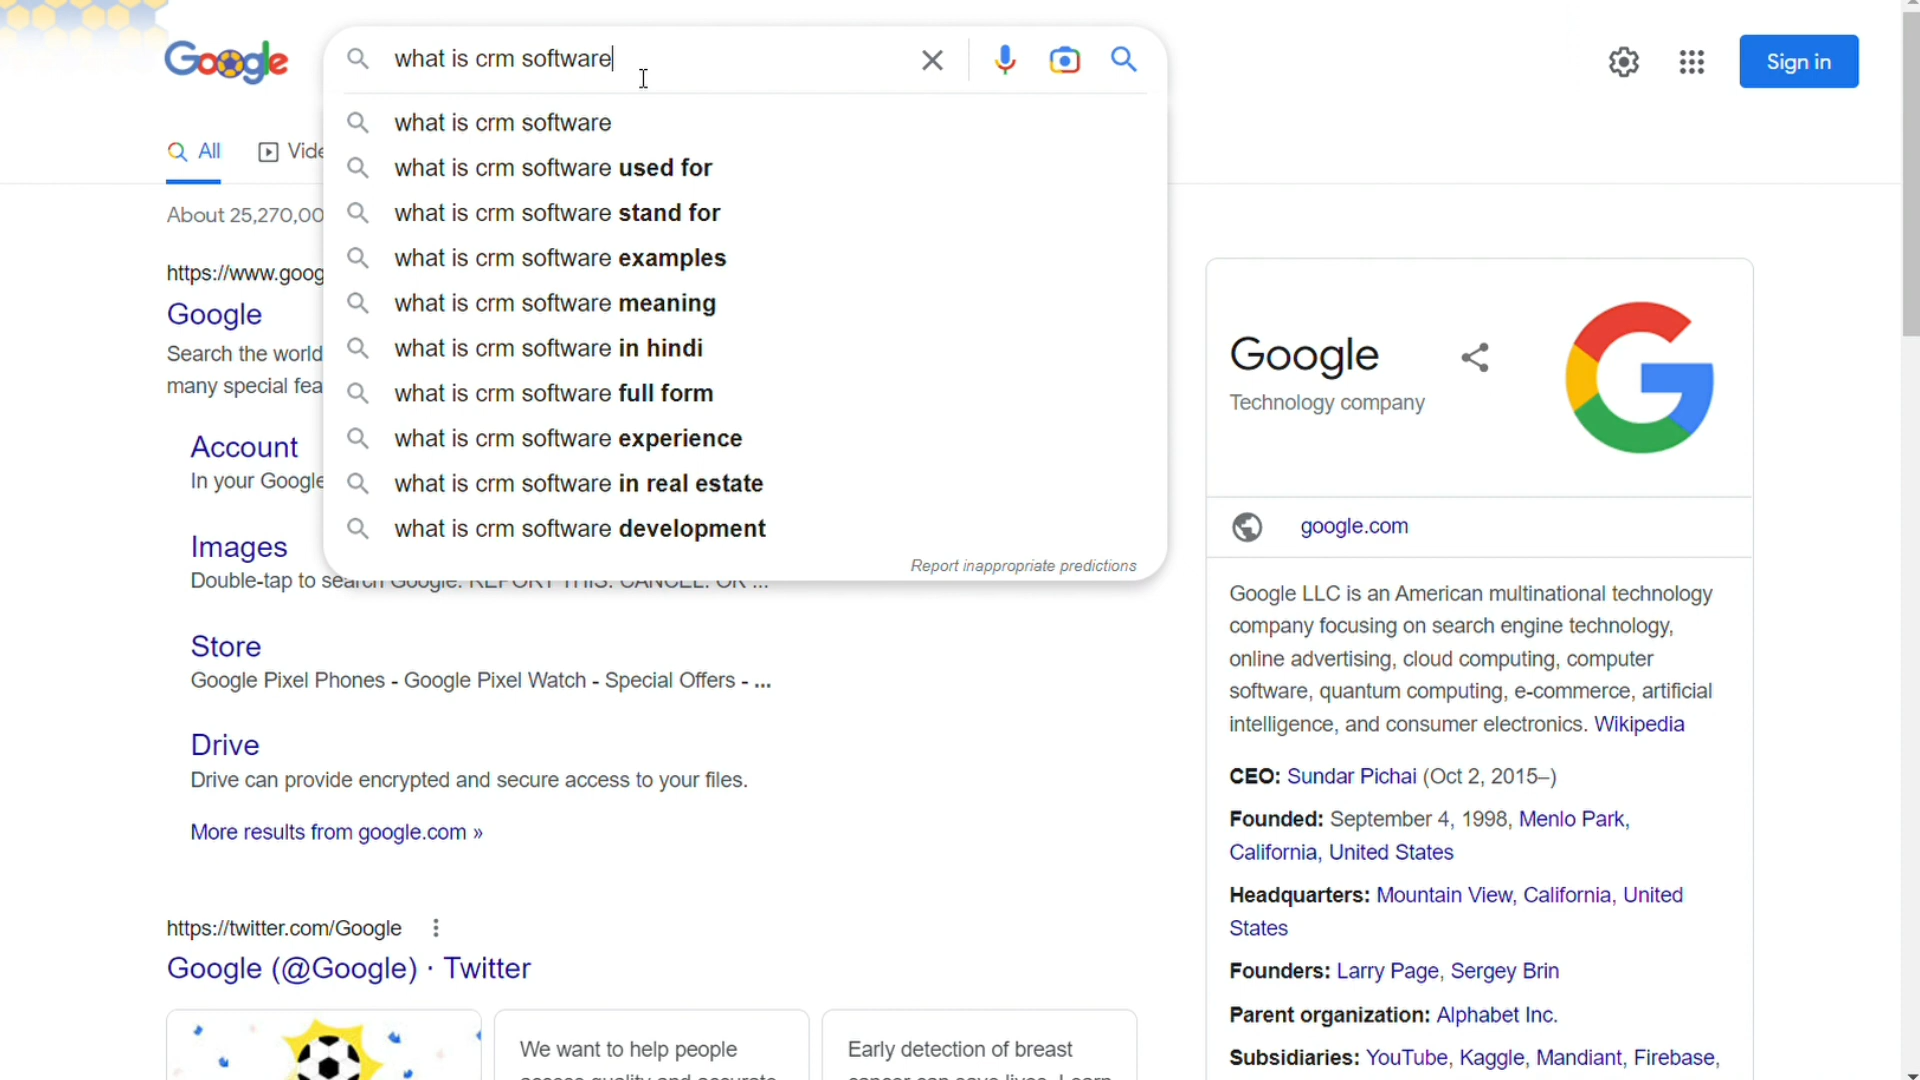 Google
what is crm software
Sign in
what is crm software
what is crm software used for
what is crm software stand for
what is crm software examples
what is crm software meaning
what is crm software in hindi
what is crm software full form
what is crm software experience
what is crm software in real estate
what is crm software development
Report inappropriate predictions
All
About 25,270,00
https://www.goog
Google
Search the world
many special fea
Account
In your Google
Images
Double-tap to search Google. REPORT THIS. CANCEL. OK ...
Store
Google Pixel Phones - Google Pixel Watch - Special Offers - ...
Drive
Drive can provide encrypted and secure access to your files.
More results from google.com »
https://twitter.com/Google
Google (@Google) · Twitter
We want to help people
Early detection of breast
Google
Technology company
google.com
Google LLC is an American multinational technology
company focusing on search engine technology,
online advertising, cloud computing, computer
software, quantum computing, e-commerce, artificial
intelligence, and consumer electronics. Wikipedia
CEO: Sundar Pichai (Oct 2, 2015–)
Founded: September 4, 1998, Menlo Park,
California, United States
Headquarters: Mountain View, California, United
States
Founders: Larry Page, Sergey Brin
Parent organization: Alphabet Inc.
Subsidiaries: YouTube, Kaggle, Mandiant, Firebase,